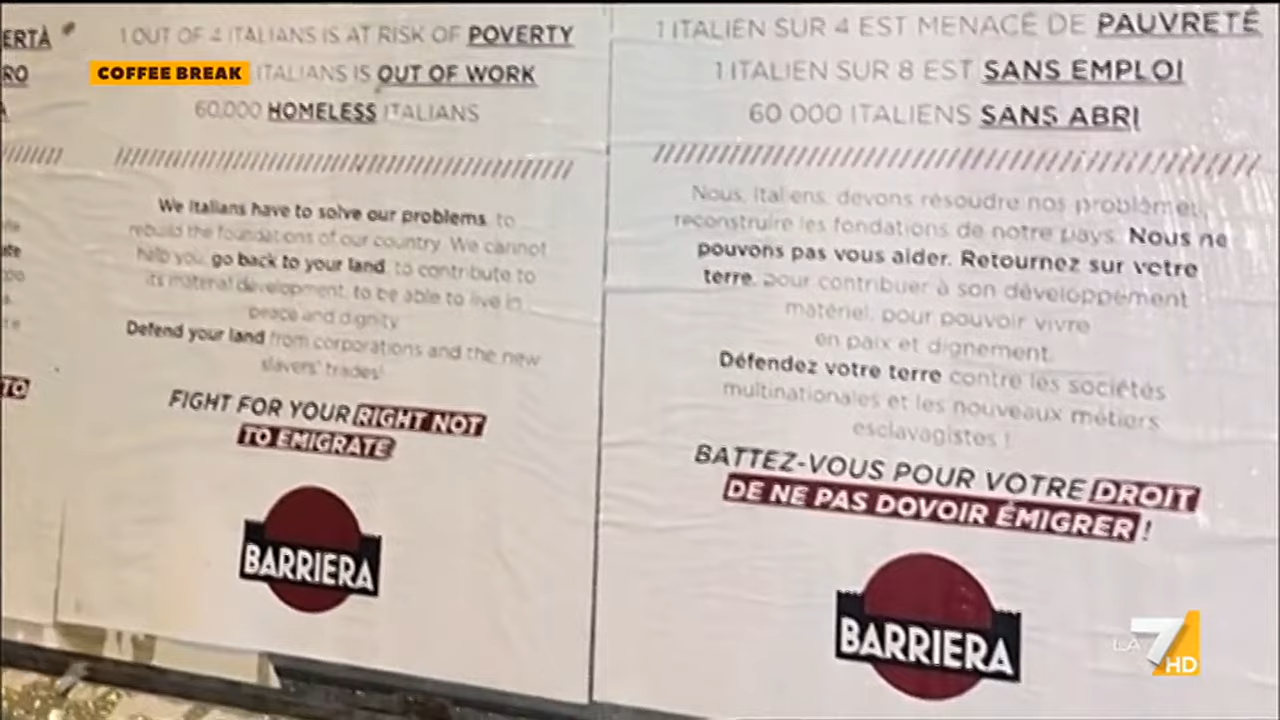 ERTÀ
RO
TO
COFFEE BREAK
1 OUT OF 4 ITALIANS IS AT RISK OF POVERTY
ITALIANS IS OUT OF WORK
60.000 HOMELESS ITALIANS
We Italians have to solve our problems, to
rebuild the foundations of our country. We cannot
help you, go back to your land, to contribute to
its material development, to be able to live in
peace and dignity.
Defend your land from corporations and the new
slavers' trades!
FIGHT FOR YOUR RIGHT NOT
TO EMIGRATE
BARRIERA
1 ITALIEN SUR 4 EST MENACÉ DE PAUVRETÉ
1 ITALIEN SUR 8 EST SANS EMPLOI
60 000 ITALIENS SANS ABRI
Nous, Italiens, devons résoudre nos problèmes,
reconstruire les fondations de notre pays. Nous ne
pouvons pas vous aider. Retournez sur votre
terre, pour contribuer à son développement
matériel, pour pouvoir vivre
en paix et dignement.
Défendez votre terre contre les sociétés
multinationales et les nouveaux métiers
esclavagistes !
BATTEZ-VOUS POUR VOTRE DROIT
DE NE PAS DOVOIR ÉMIGRER !
BARRIERA
LA 7 HD